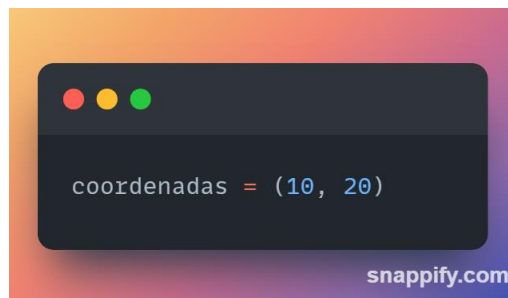 coordenadas = (10, 20)
snappify.com